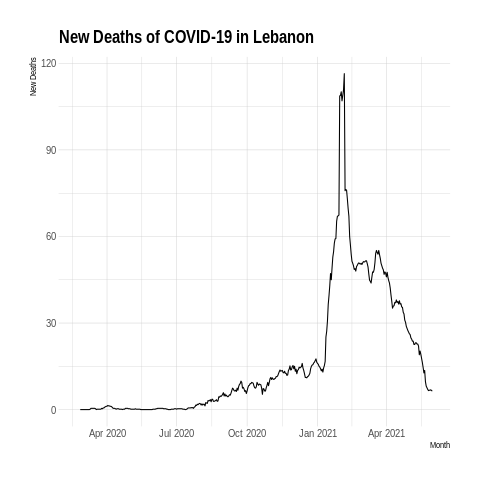 New Deaths of COVID-19 in Lebanon
New Deaths
120
90
60
30
0
Apr 2020 Jul 2020 Oct 2020 Jan 2021 Apr 2021
Month